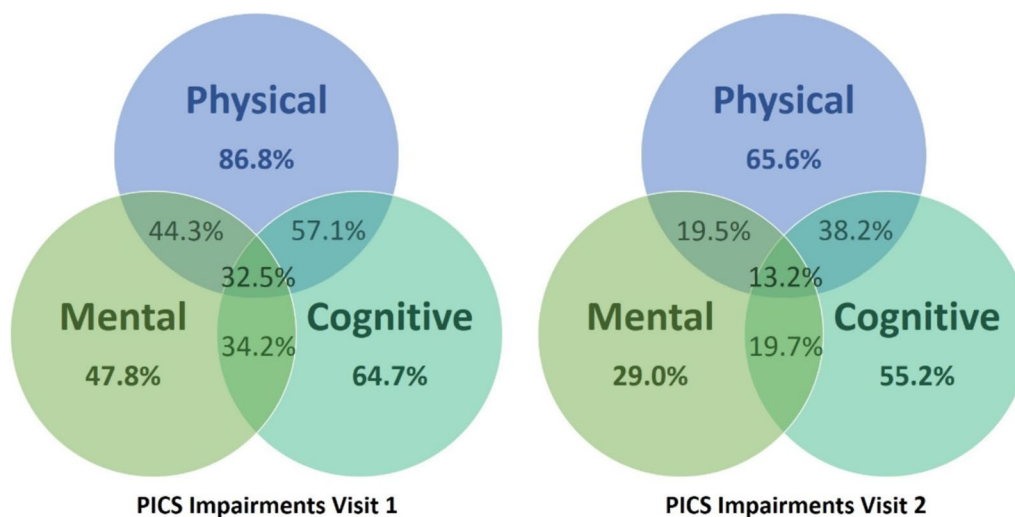 Physical
86.8%
44.3%
57.1%
32.5%
Mental
Cognitive
34.2%
47.8%
64.7%
PICS Impairments Visit 1
Physical
65.6%
19.5%
38.2%
13.2%
Mental
Cognitive
19.7%
29.0%
55.2%
PICS Impairments Visit 2